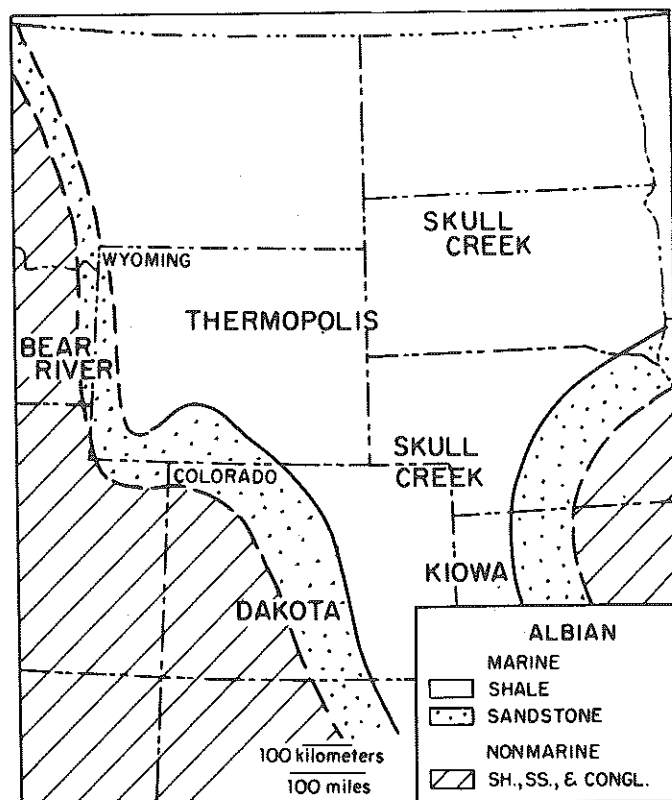 SKULL
CREEK
WYOMING
THERMOPOLIS
BEAR
RIVER
SKULL
CREEK
COLORADO
KIOWA
DAKOTA
ALBIAN
MARINE
SHALE
SANDSTONE
NONMARINE
SH., SS., & CONGL.
100 kilometers
100 miles